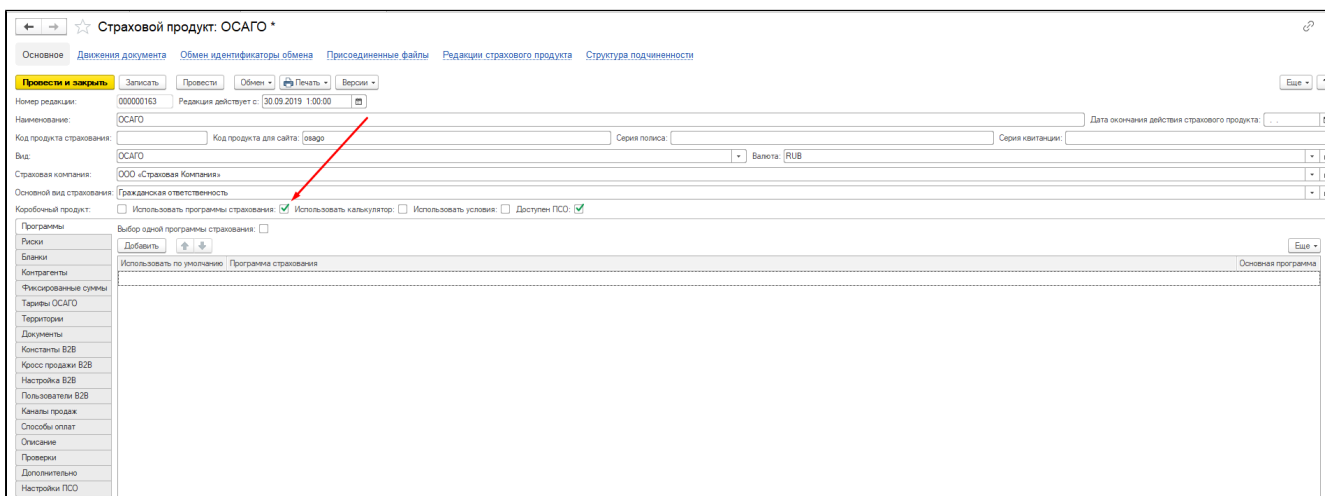 Страховой продукт: ОСАГО *
Основное Движения документа Обмен идентификаторы обмена Присоединенные файлы Редакции страхового продукта Структура подчиненности
Провести и закрыть Записать Провести Обмен Печать Версии Еще
Номер редакции: 000000163 Редакция действует с: 30.09.2019 1:00:00
Наименование: ОСАГО Дата окончания действия страхового продукта: . .
Код продукта страхования: Код продукта для сайта: osago Серия полиса: Серия квитанции:
Вид: ОСАГО Валюта: RUB
Страховая компания: ООО «Страховая Компания»
Основной вид страхования: Гражданская ответственность
Коробочный продукт: Использовать программы страхования: Использовать калькулятор: Использовать условия: Доступен ПСО:
Программы Выбор одной программы страхования:
Риски Добавить Еще
Бланки Использовать по умолчанию Программа страхования Основная программа
Контрагенты
Фиксированные суммы
Тарифы ОСАГО
Территории
Документы
Константы B2B
Кросс продажи B2B
Настройка B2B
Пользователи B2B
Каналы продаж
Способы оплат
Описание
Проверки
Дополнительно
Настройки ПСО